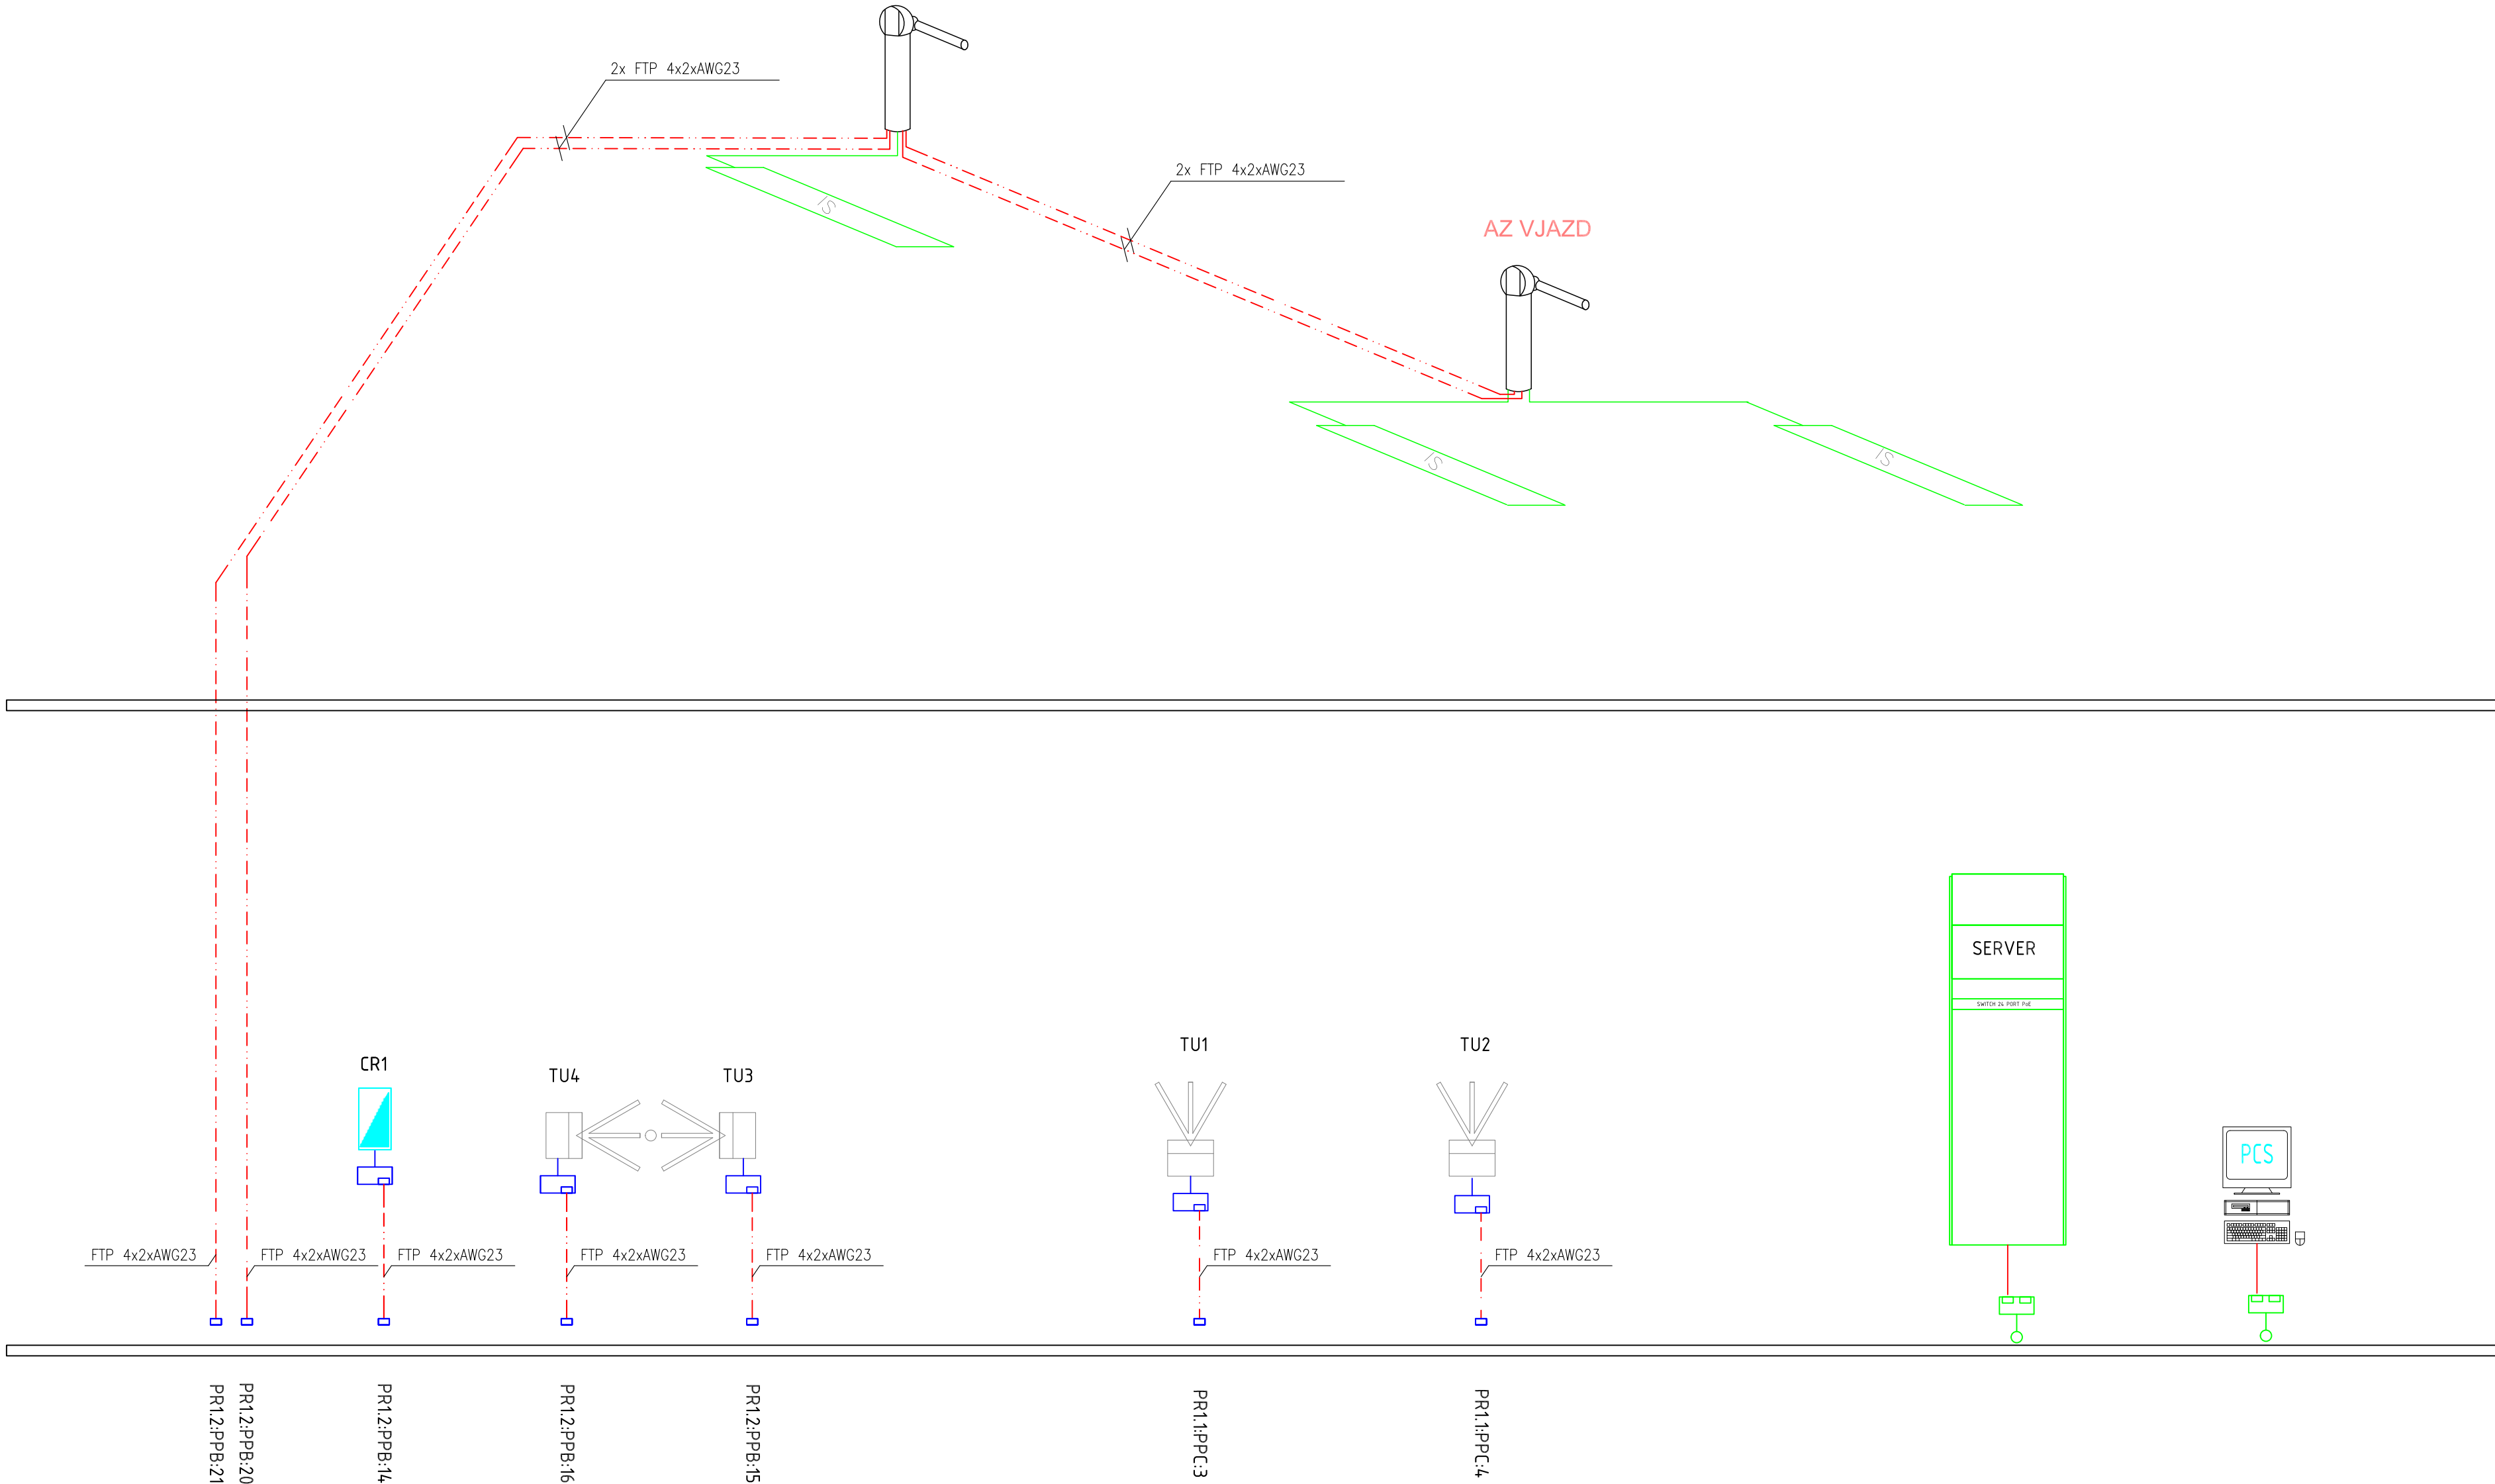 2x FTP 4x2xAWG23
2x FTP 4x2xAWG23
AZ VJAZD
IS
IS
IS
SERVER
SWITCH 24 PORT PoE
CR1
TU4
TU3
TU1
TU2
PCS
FTP 4x2xAWG23
FTP 4x2xAWG23
FTP 4x2xAWG23
FTP 4x2xAWG23
FTP 4x2xAWG23
FTP 4x2xAWG23
FTP 4x2xAWG23
PR1.2:PPB:21
PR1.2:PPB:20
PR1.2:PPB:14
PR1.2:PPB:16
PR1.2:PPB:15
PR1.1:PPC:3
PR1.1:PPC:4